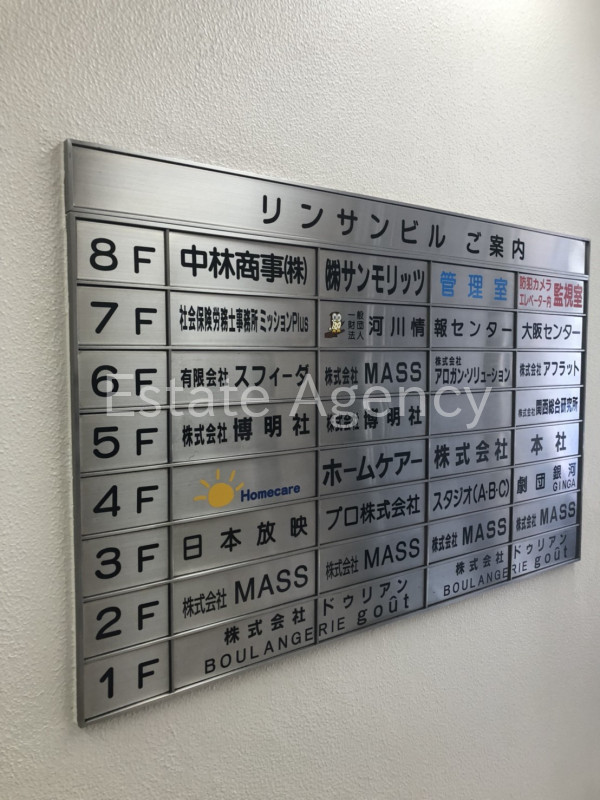 リンサンビル ご案内
8F 中林商事(株) ㈱サンモリッツ 管理室 防犯カメラ エレベーター内 監視室
7F 社会保険労務士事務所 ミッションPlus 一般財団法人 河川情報センター 大阪センター
6F 有限会社 スフィーダ 株式会社 MASS 株式会社 アロガン・ソリューション 株式会社 アフラット
5F 株式会社 博明社 株式会社 博明社 株式会社 関西総合研究所
4F Homecare ホームケアー 株式会社 本社
3F 日本放映 プロ株式会社 スタジオ(A・B・C) 劇団銀河 GINGA
2F 株式会社 MASS 株式会社 MASS 株式会社 MASS 株式会社 MASS
1F 株式会社 ドゥリアン BOULANGERIE goût 株式会社 ドゥリアン BOULANGERIE goût
Estate Agency